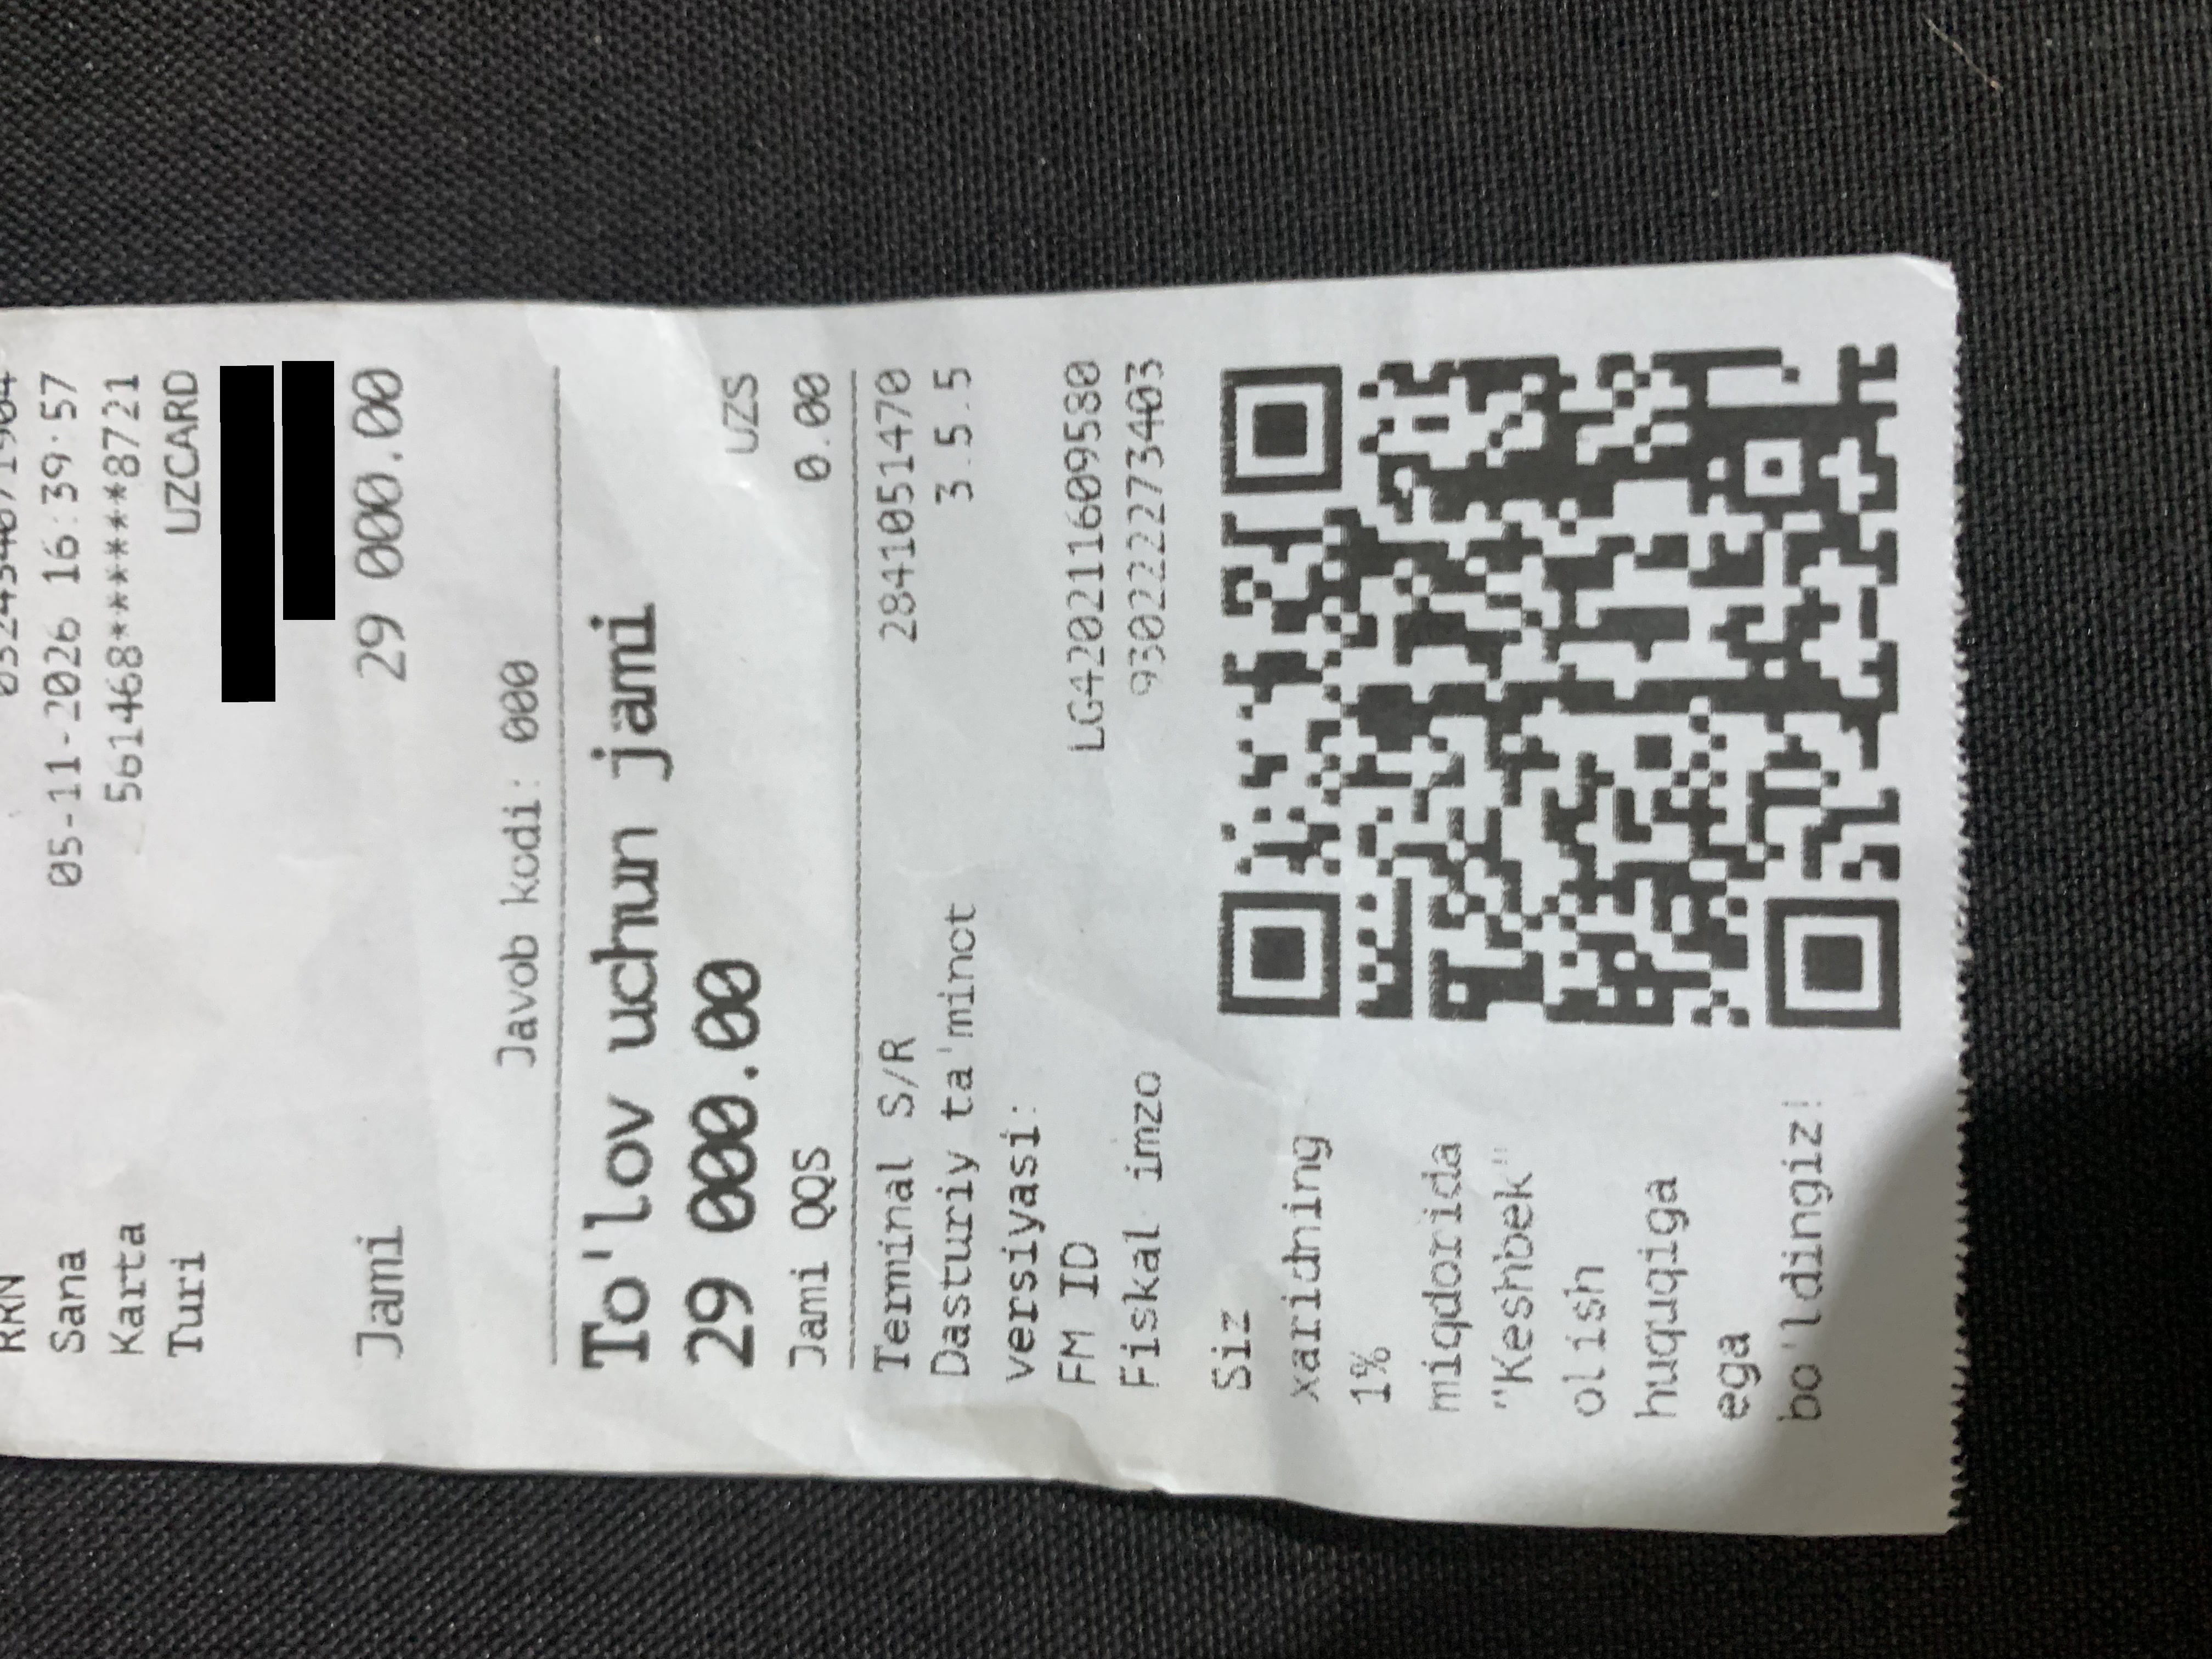 RRN
Sana 05-11-2026 16:39:57
Karta 561468******8721
Turi UZCARD
Jami 29 000.00
Javob kodi: 000
To'lov uchun jami
29 000.00 UZS
Jami QQS 0.00
Terminal S/R 2841051470
Dasturiy ta'minot 3.5.5
versiyasi:
FM ID LG420211609580
Fiskal imzo 930222273403
Siz
xaridning
1%
miqdorida
"Keshbek"
olish
huquqiga
ega
bo'ldingiz!